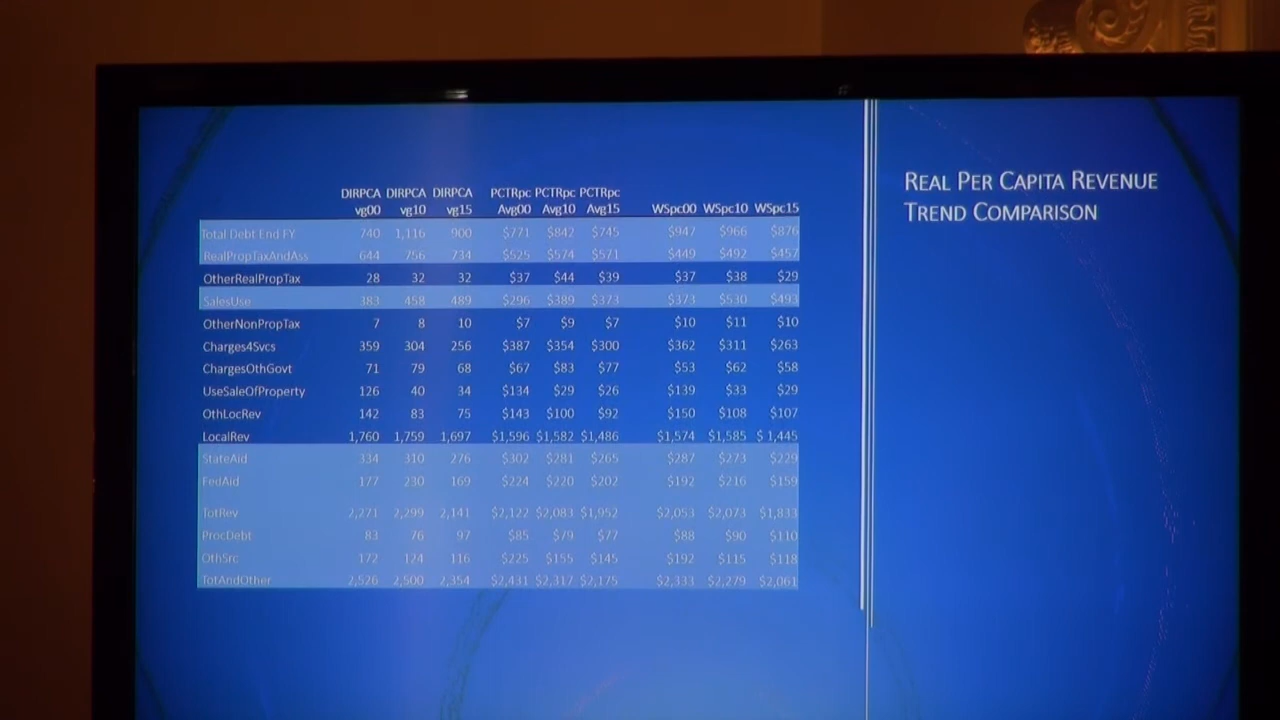 REAL PER CAPITA REVENUE
TREND COMPARISON
DIRPCA DIRPCA DIRPCA PCTRpc PCTRpc PCTRpc
vg00 vg10 vg15 Avg00 Avg10 Avg15 WSpc00 WSpc10 WSpc15
Total Debt End FY 740 1,116 900 $771 $842 $745 $947 $966 $876
RealPropTaxAndAss 644 756 734 $525 $574 $571 $449 $492 $457
OtherRealPropTax 28 32 32 $37 $44 $39 $37 $38 $29
SalesUse 383 458 489 $296 $389 $373 $373 $530 $493
OtherNonPropTax 7 8 10 $7 $9 $7 $10 $11 $10
Charges4Svcs 359 304 256 $387 $354 $300 $362 $311 $263
ChargesOthGovt 71 79 68 $67 $83 $77 $53 $62 $58
UseSaleOfProperty 126 40 34 $134 $29 $26 $139 $33 $29
OthLocRev 142 83 75 $143 $100 $92 $150 $108 $107
LocalRev 1,760 1,759 1,697 $1,596 $1,582 $1,486 $1,574 $1,585 $ 1,445
StateAid 334 310 276 $302 $281 $265 $287 $273 $229
FedAid 177 230 169 $224 $220 $202 $192 $216 $159
TotRev 2,271 2,299 2,141 $2,122 $2,083 $1,952 $2,053 $2,073 $1,833
ProcDebt 83 76 97 $85 $79 $77 $88 $90 $110
OthSrc 172 124 116 $225 $155 $145 $192 $115 $118
TotAndOther 2,526 2,500 2,354 $2,431 $2,317 $2,175 $2,333 $2,279 $2,061